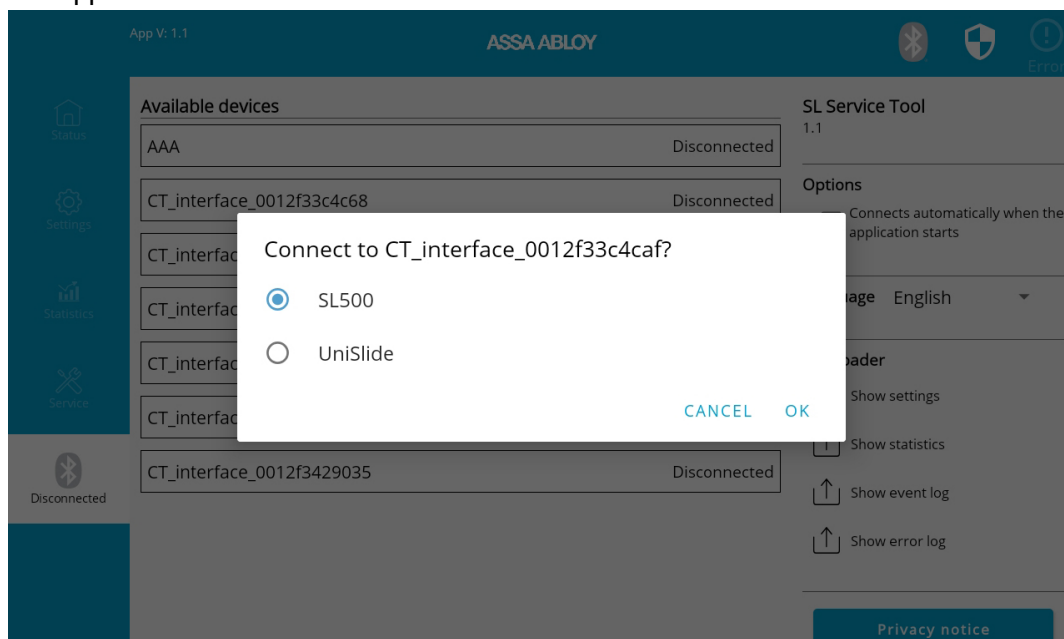 App V: 1.1
ASSA ABLOY
Error
Status
Settings
Statistics
Service
Disconnected
Available devices
AAA Disconnected
CT_interface_0012f33c4c68 Disconnected
CT_interfac
CT_interfac
CT_interfac
CT_interfac
CT_interface_0012f3429035 Disconnected
Connect to CT_interface_0012f33c4caf?
SL500
UniSlide
CANCEL OK
SL Service Tool
1.1
Options
Connects automatically when the
application starts
uage English
oader
Show settings
Show statistics
Show event log
Show error log
Privacy notice